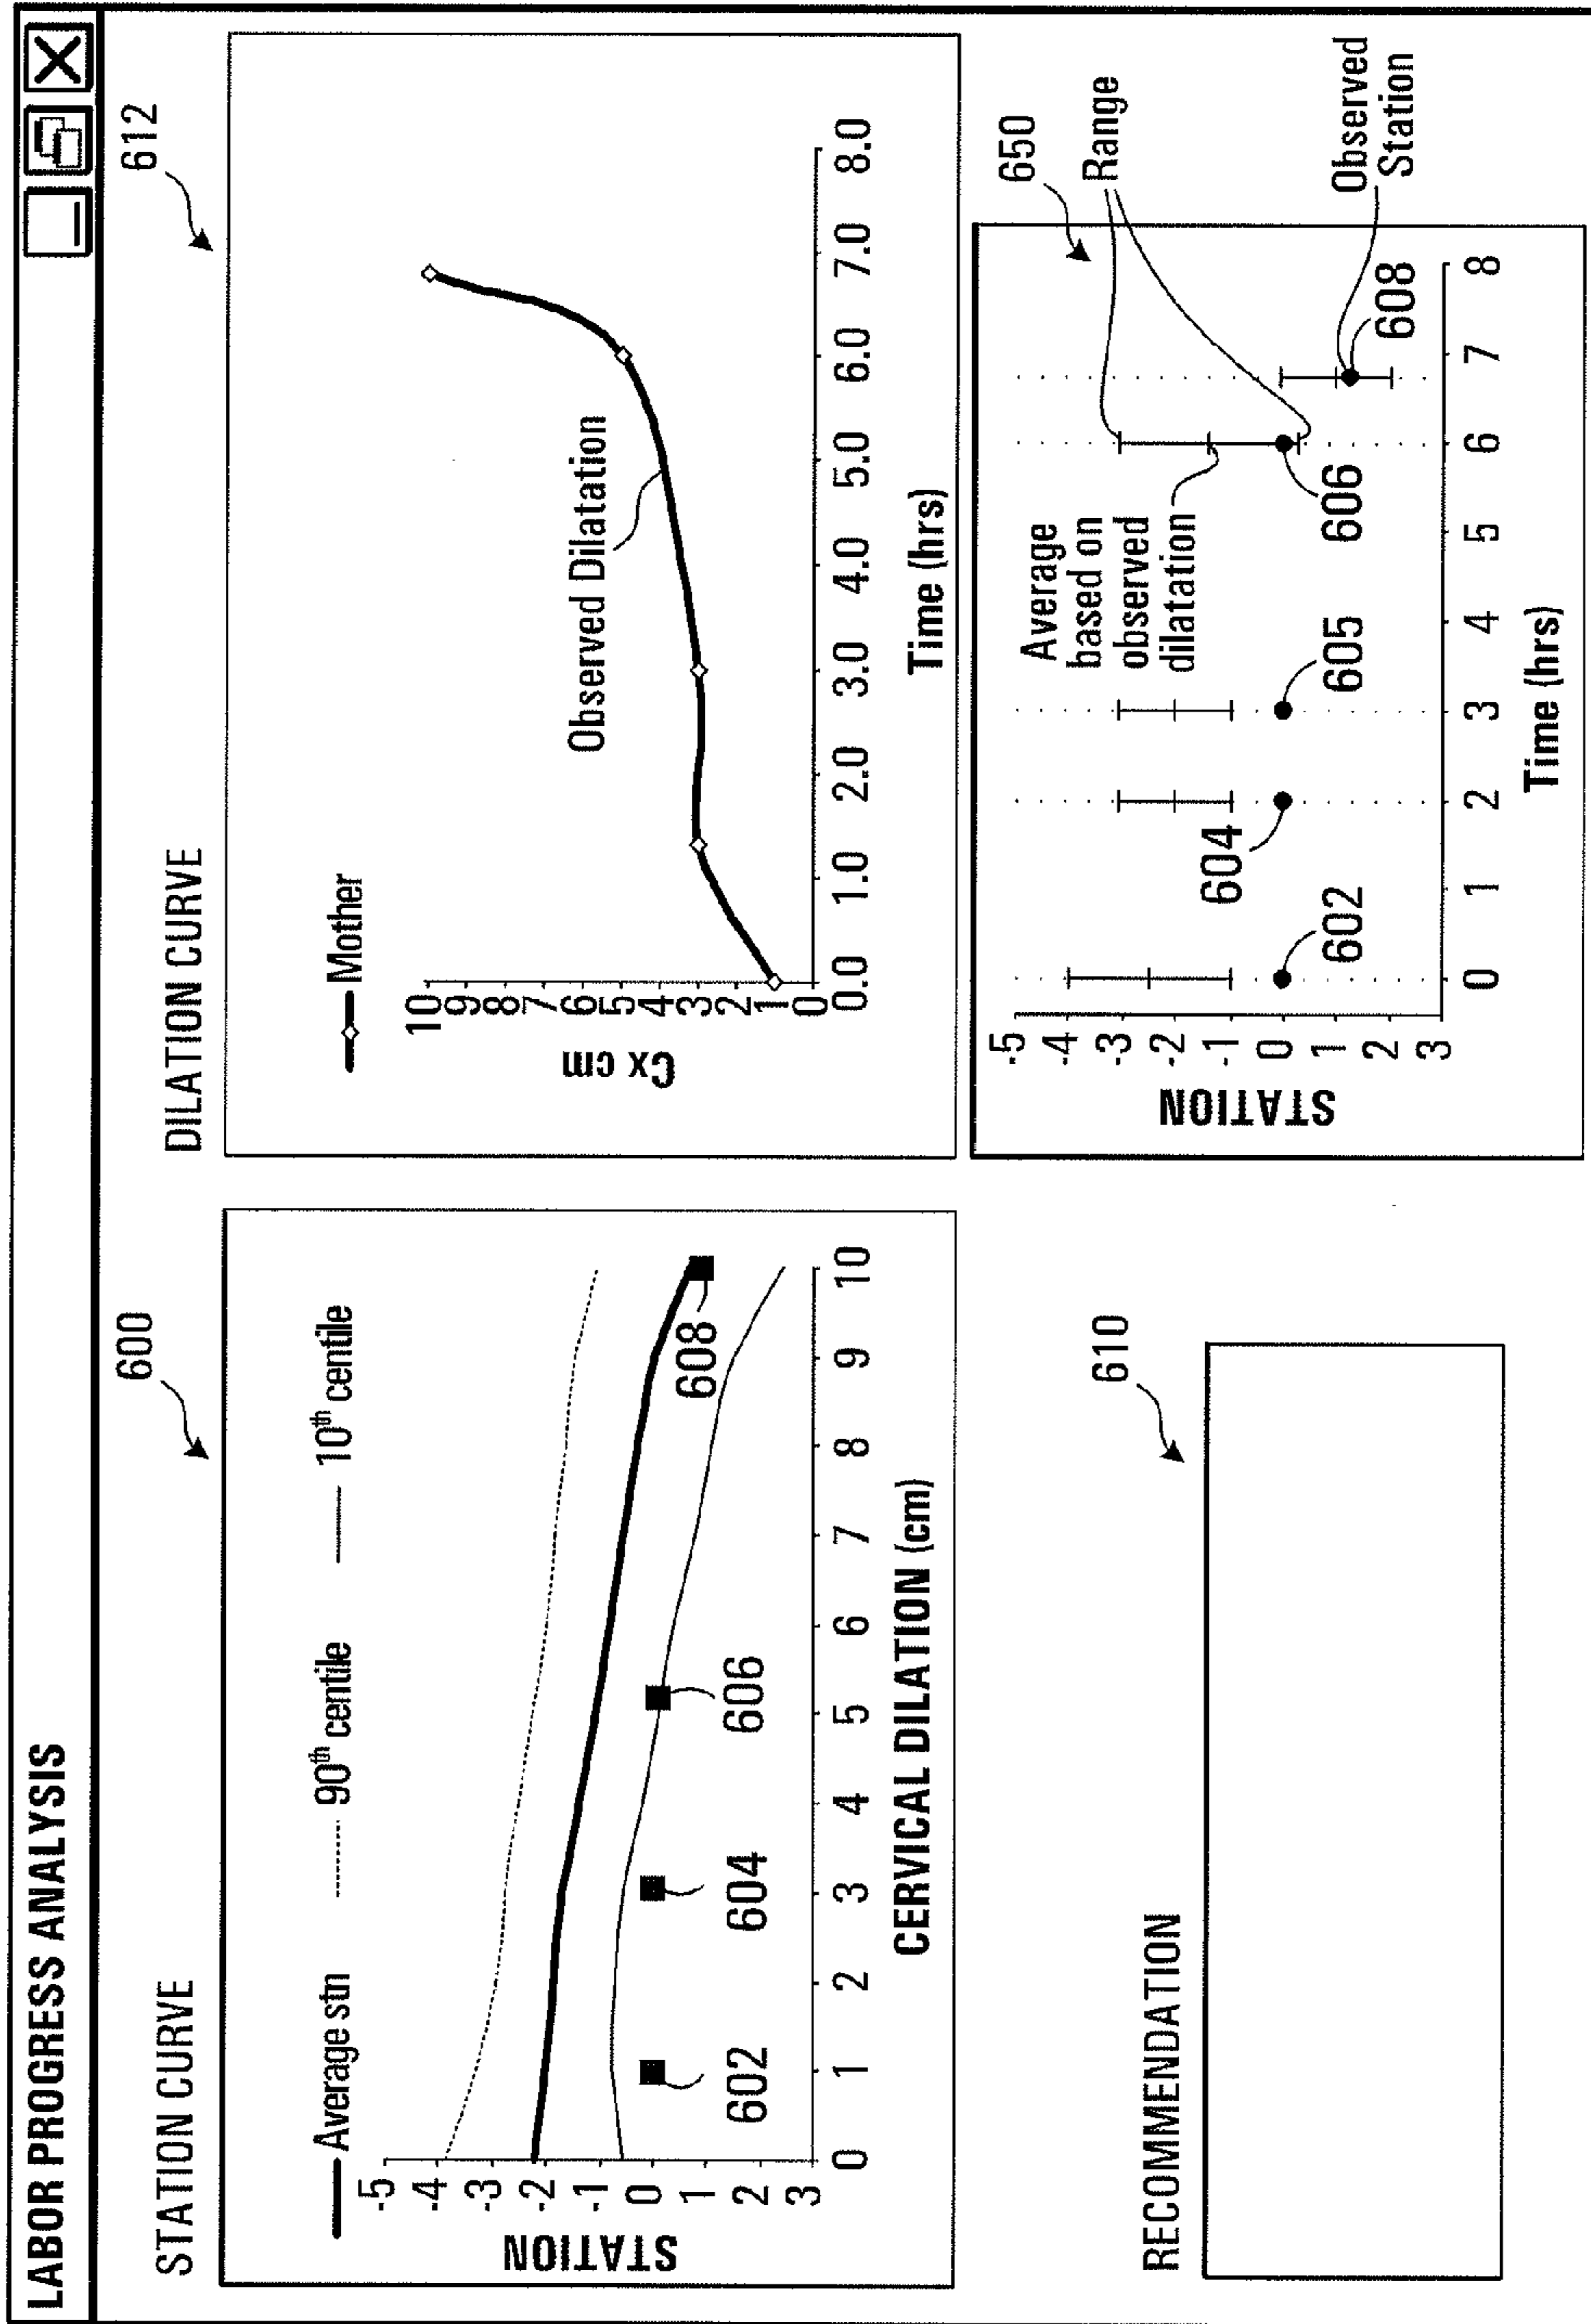 LABOR PROGRESS ANALYSIS
STATION CURVE
600
Average stn
90th centile
10th centile
STATION
-5
-4
-3
-2
-1
0
1
2
3
602
604
606
608
0 1 2 3 4 5 6 7 8 9 10
CERVICAL DILATION (cm)
DILATION CURVE
612
Mother
Cx cm
10
9
8
7
6
5
4
3
2
1
0
Observed Dilatation
0.0 1.0 2.0 3.0 4.0 5.0 6.0 7.0 8.0
Time (hrs)
RECOMMENDATION
610
650
Range
STATION
-5
-4
-3
-2
-1
0
1
2
3
Average
based on
observed
dilatation
602
604
605
606
608
Observed
Station
0 1 2 3 4 5 6 7 8
Time (hrs)